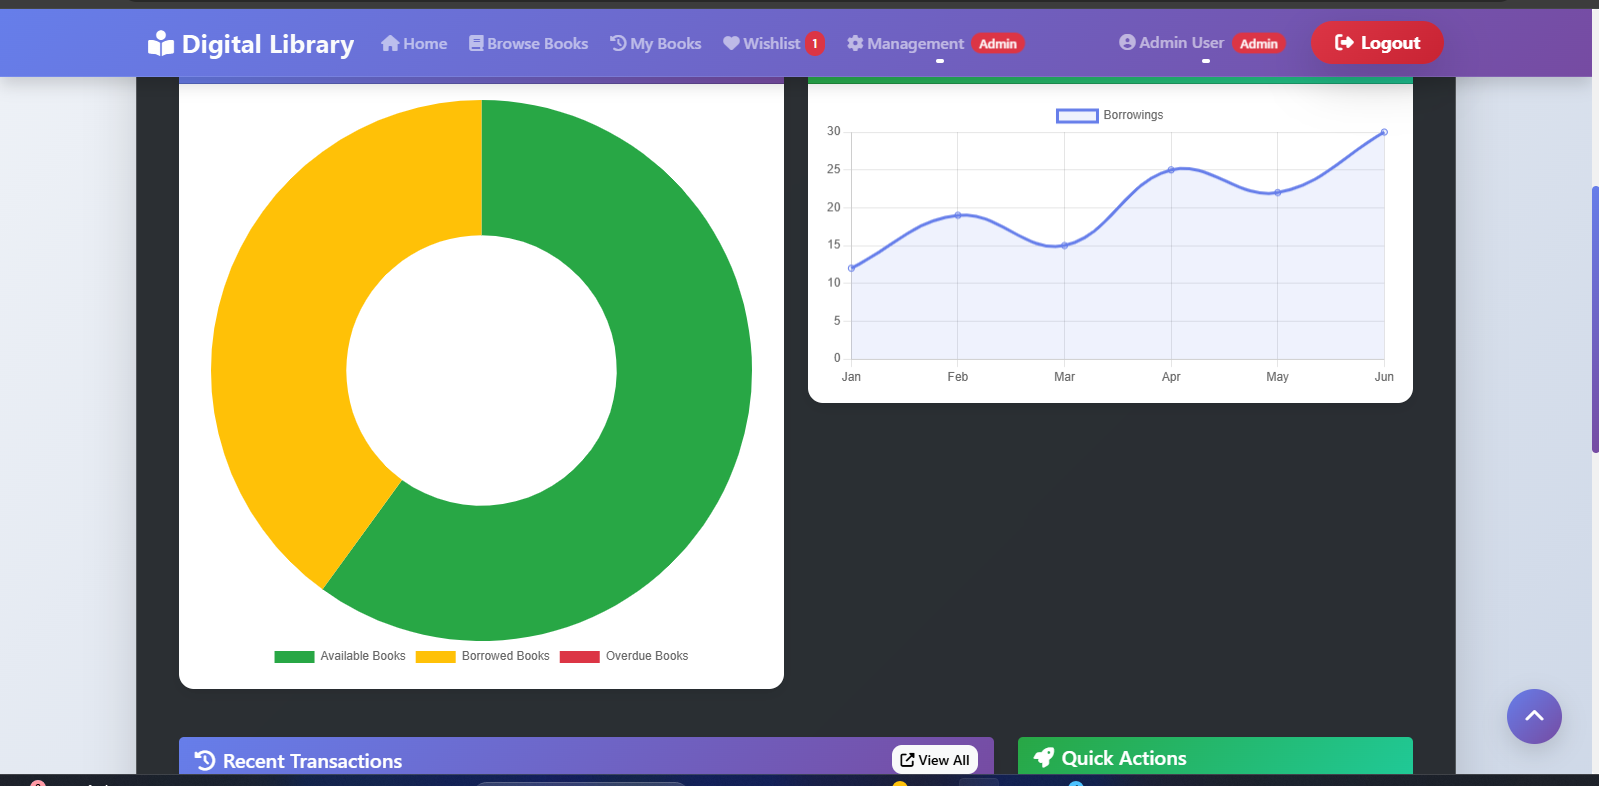 Digital Library
Home
Browse Books
My Books
Wishlist 1
Management Admin
Admin User Admin
Logout
Available Books
Borrowed Books
Overdue Books
Borrowings
30
25
20
15
10
5
0
Jan Feb Mar Apr May Jun
Recent Transactions
View All
Quick Actions